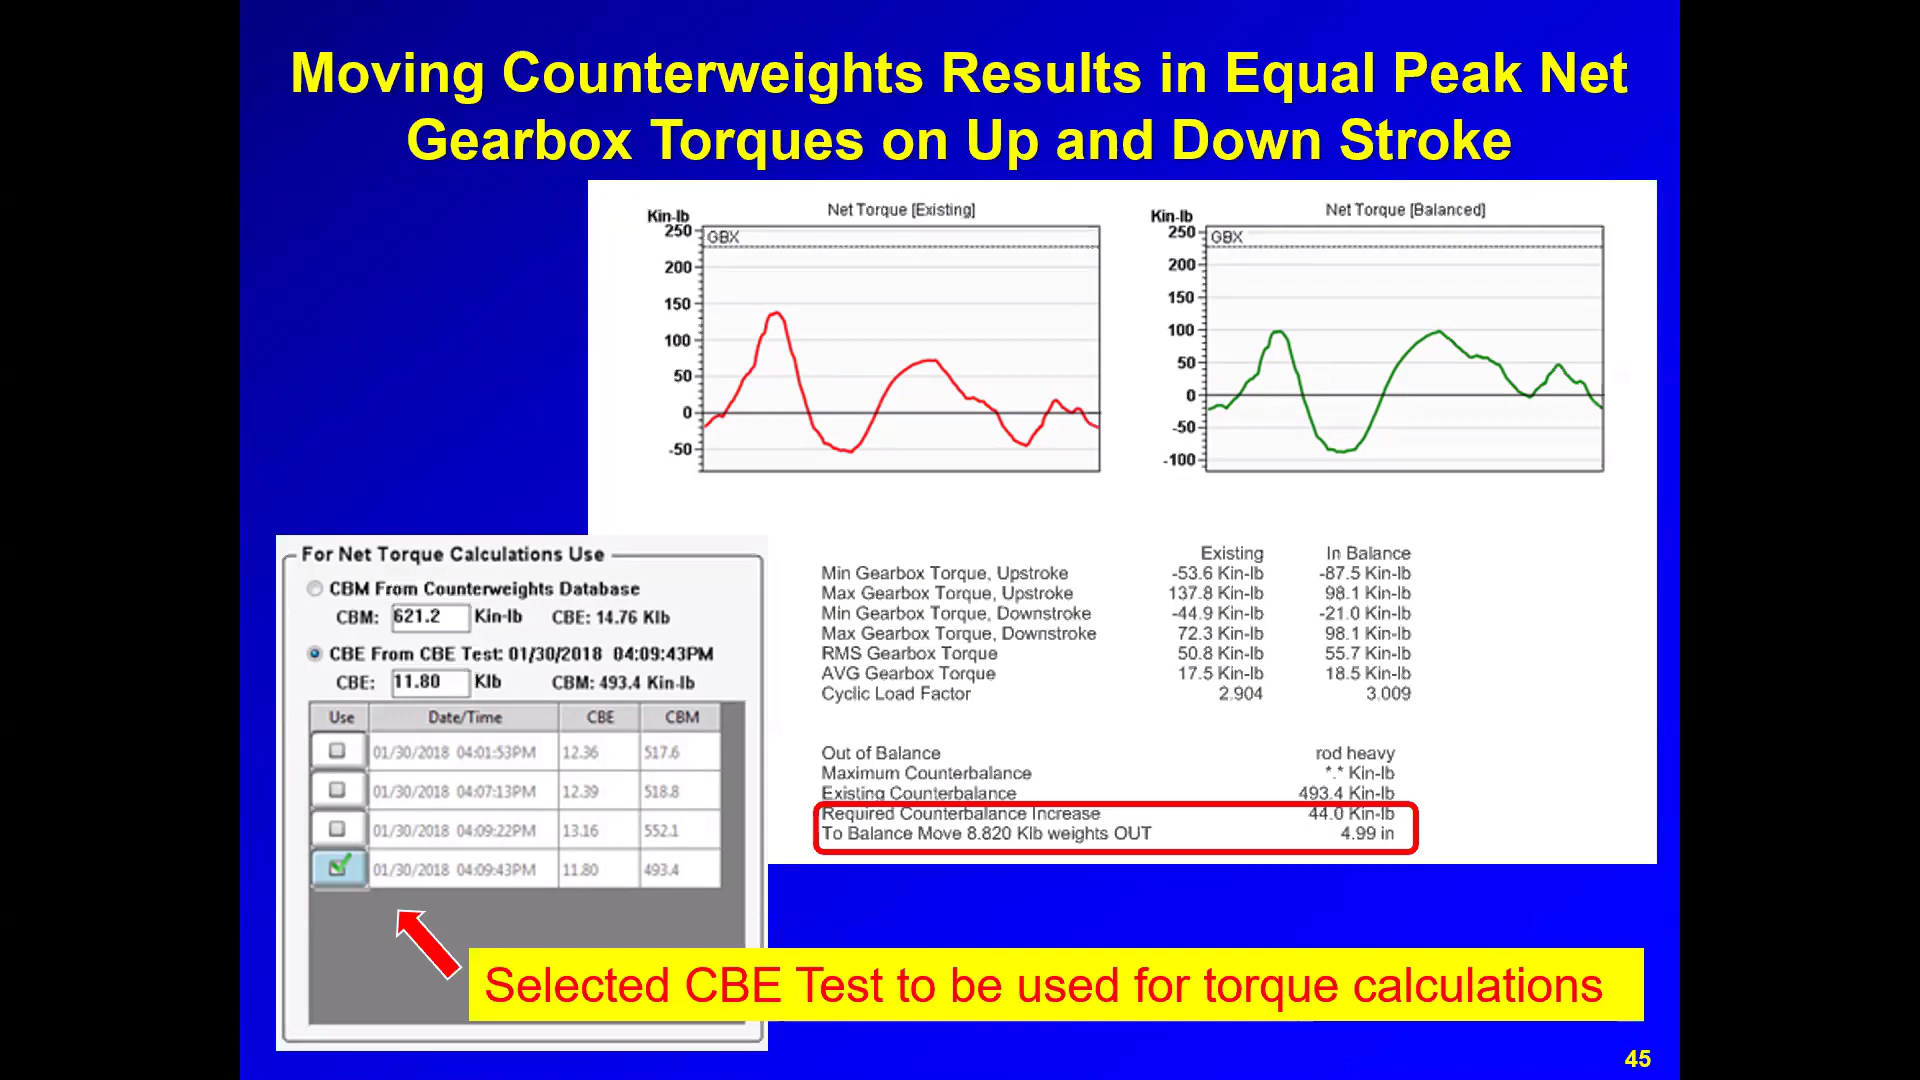 Moving Counterweights Results in Equal Peak Net
Gearbox Torques on Up and Down Stroke
Net Torque [Existing]
Kin-lb
GBX
250
200
150
100
50
0
-50
Net Torque [Balanced]
Kin-lb
GBX
250
200
150
100
50
0
-50
-100
Existing In Balance
Min Gearbox Torque, Upstroke -53.6 Kin-lb -87.5 Kin-lb
Max Gearbox Torque, Upstroke 137.8 Kin-lb 98.1 Kin-lb
Min Gearbox Torque, Downstroke -44.9 Kin-lb -21.0 Kin-lb
Max Gearbox Torque, Downstroke 72.3 Kin-lb 98.1 Kin-lb
RMS Gearbox Torque 50.8 Kin-lb 55.7 Kin-lb
AVG Gearbox Torque 17.5 Kin-lb 18.5 Kin-lb
Cyclic Load Factor 2.904 3.009
Out of Balance rod heavy
Maximum Counterbalance *.* Kin-lb
Existing Counterbalance 493.4 Kin-lb
Required Counterbalance Increase 44.0 Kin-lb
To Balance Move 8.820 Klb weights OUT 4.99 in
For Net Torque Calculations Use
CBM From Counterweights Database
CBM: 621.2 Kin-lb CBE: 14.76 Klb
CBE From CBE Test: 01/30/2018 04:09:43PM
CBE: 11.80 Klb CBM: 493.4 Kin-lb
Use Date/Time CBE CBM
01/30/2018 04:01:53PM 12.36 517.6
01/30/2018 04:07:13PM 12.39 518.8
01/30/2018 04:09:22PM 13.16 552.1
01/30/2018 04:09:43PM 11.80 493.4
Selected CBE Test to be used for torque calculations
45